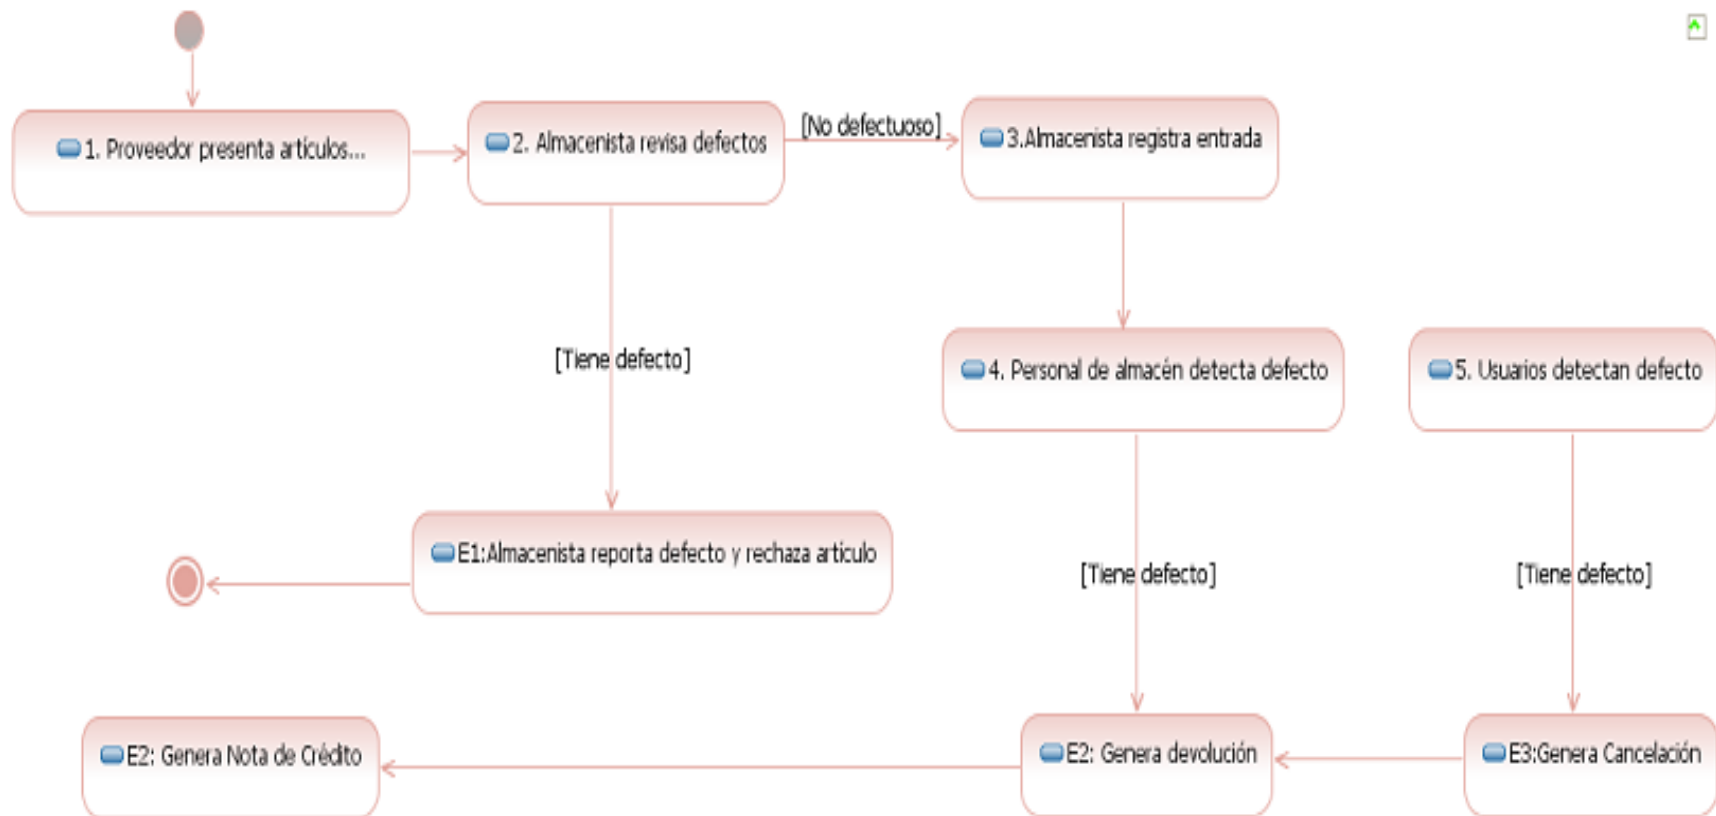 1. Proveedor presenta artículos...
2. Almacenista revisa defectos
[No defectuoso]
3.Almacenista registra entrada
[Tiene defecto]
4. Personal de almacén detecta defecto
5. Usuarios detectan defecto
E1:Almacenista reporta defecto y rechaza artículo
[Tiene defecto]
[Tiene defecto]
E2: Genera Nota de Crédito
E2: Genera devolución
E3:Genera Cancelación